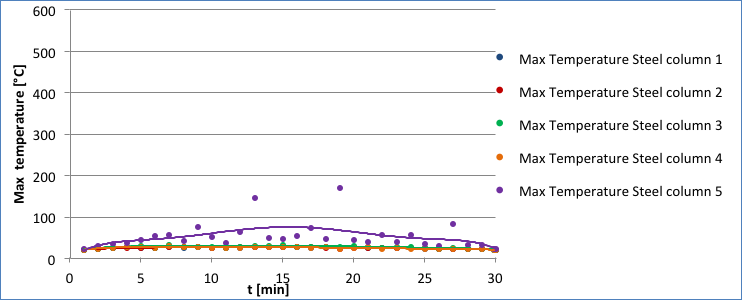 600
500
400
300
200
100
0
Max temperature [°C]
0 5 10 15 20 25 30
t [min]
Max Temperature Steel column 1
Max Temperature Steel column 2
Max Temperature Steel column 3
Max Temperature Steel column 4
Max Temperature Steel column 5